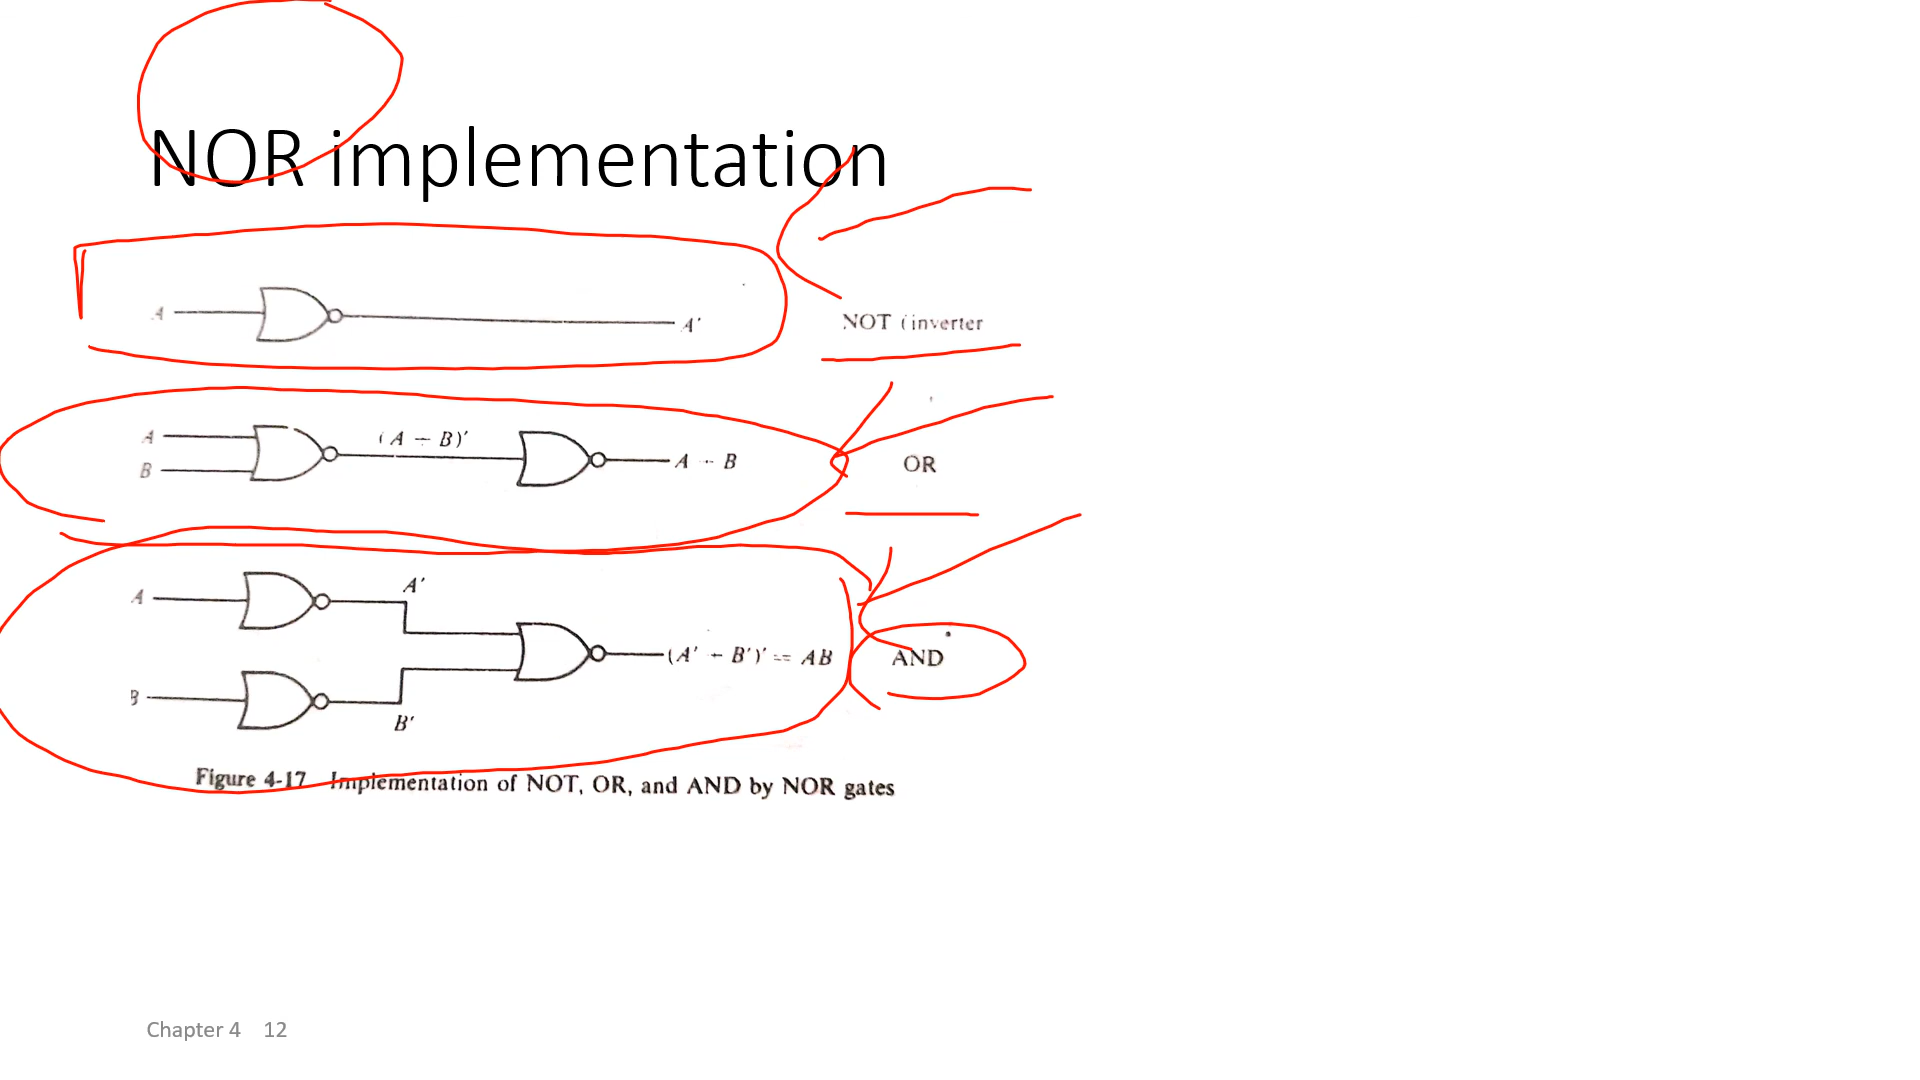 NOR implementation
A A′ NOT (inverter
(A + B)′
A
B A + B OR
A A′
(A′ + B′)′ = AB AND
B B′
Figure 4-17 Implementation of NOT, OR, and AND by NOR gates
Chapter 4 12